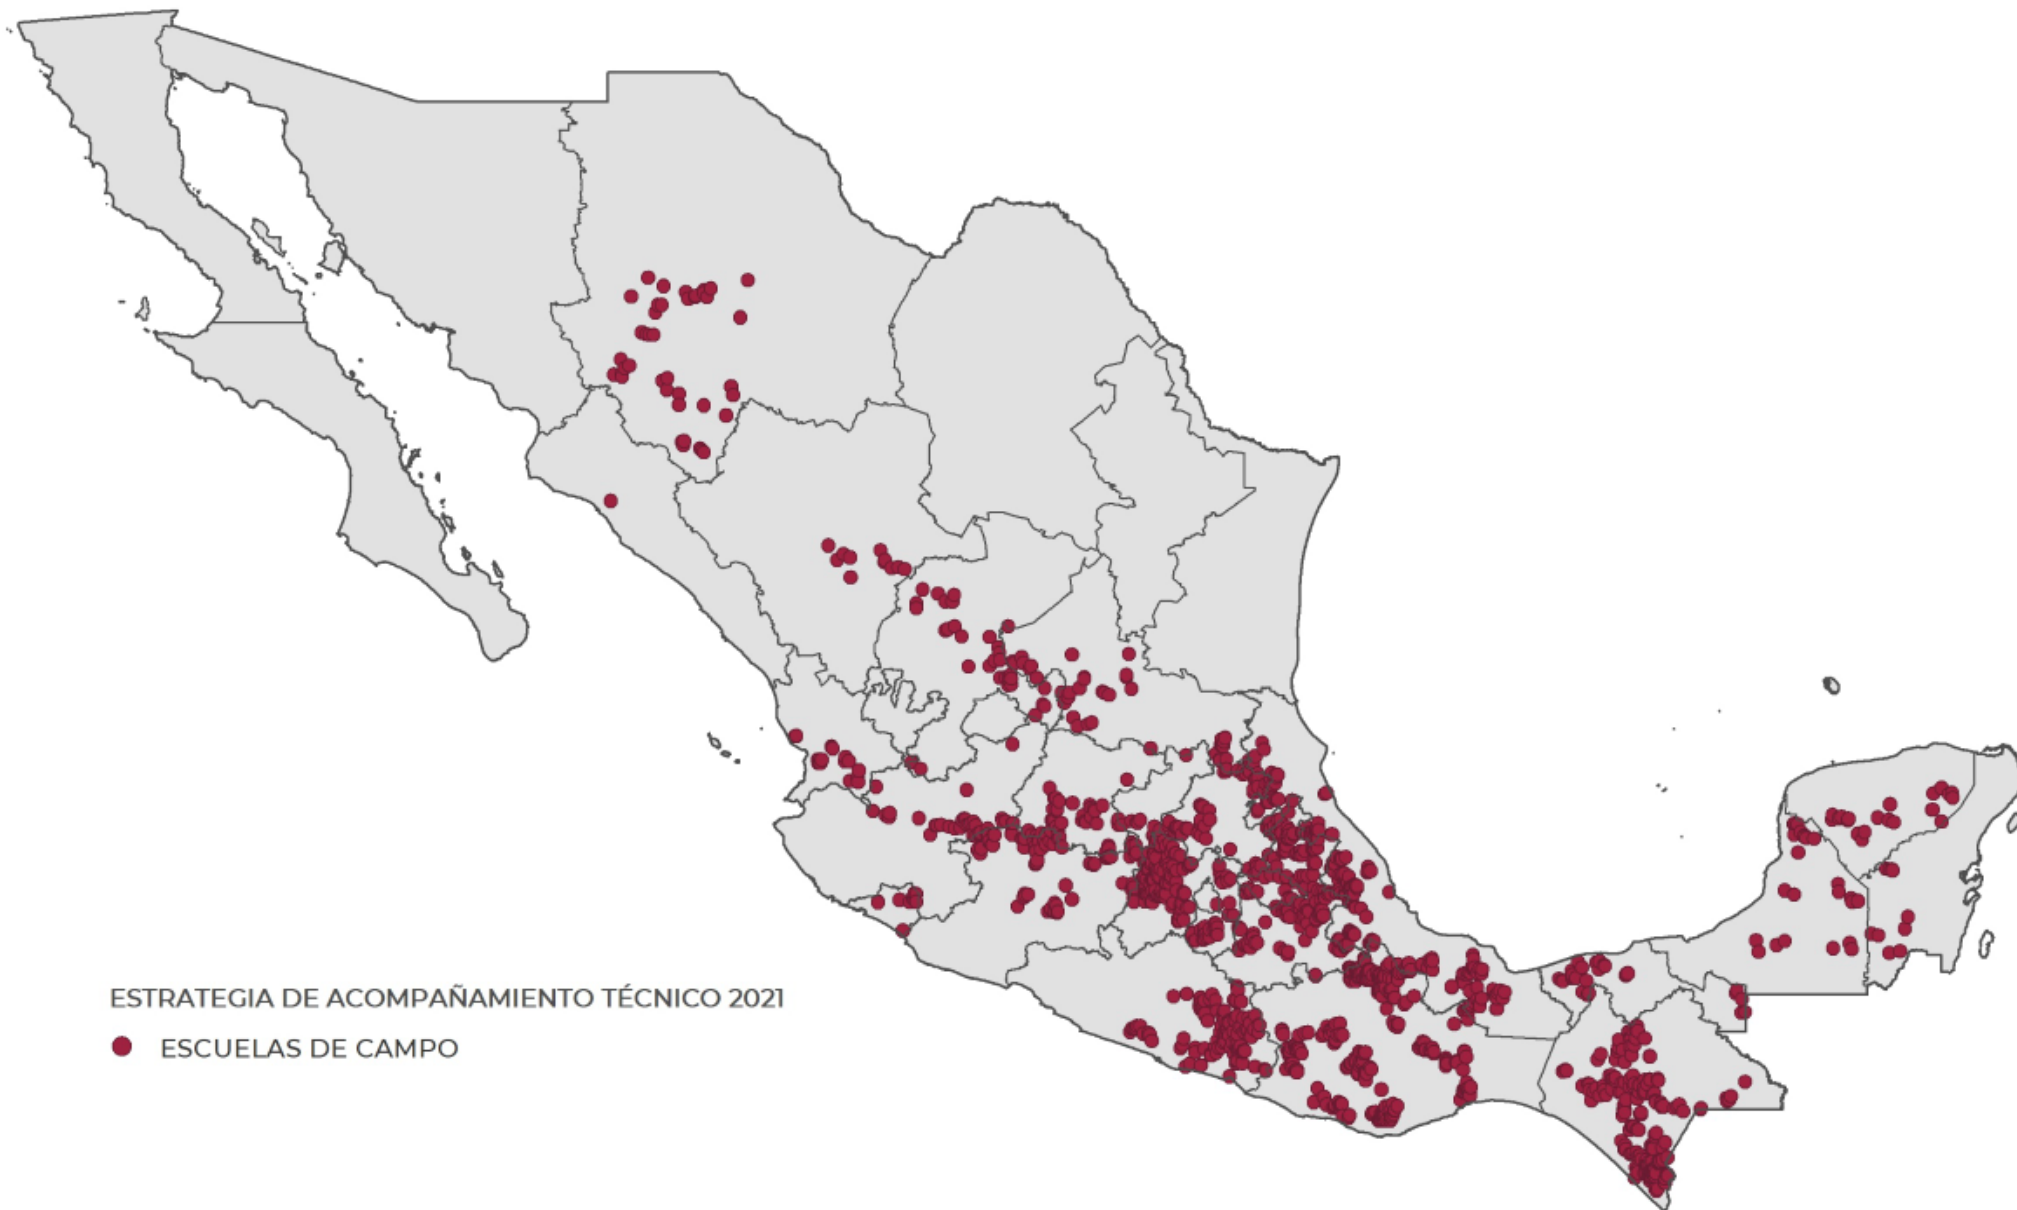 ESTRATEGIA DE ACOMPAÑAMIENTO TÉCNICO 2021
ESCUELAS DE CAMPO